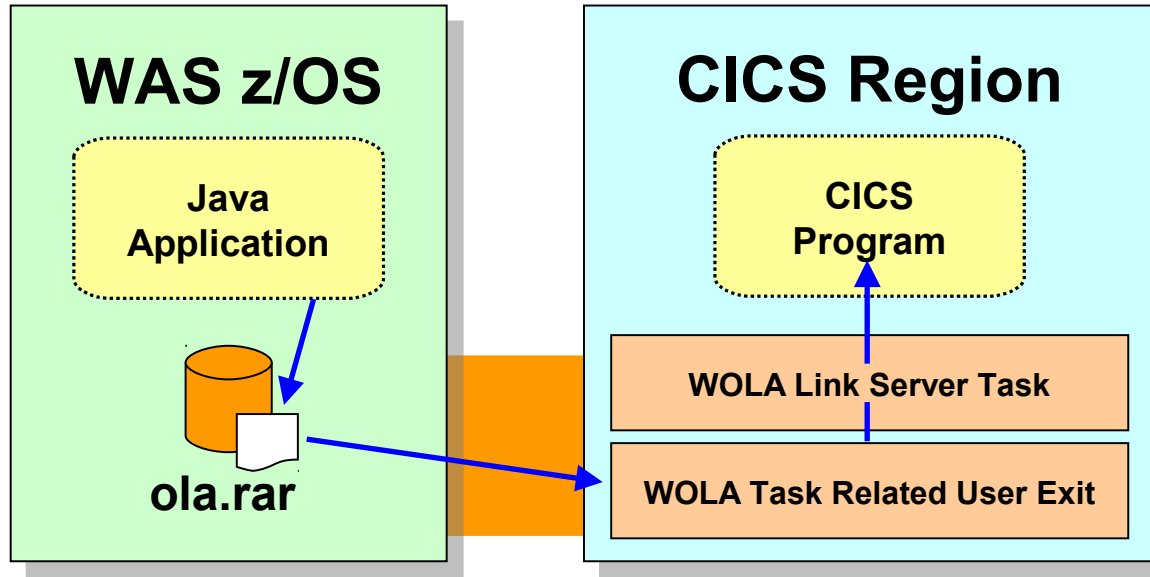 WAS z/OS
Java
Application
ola.rar
CICS Region
CICS
Program
WOLA Link Server Task
WOLA Task Related User Exit